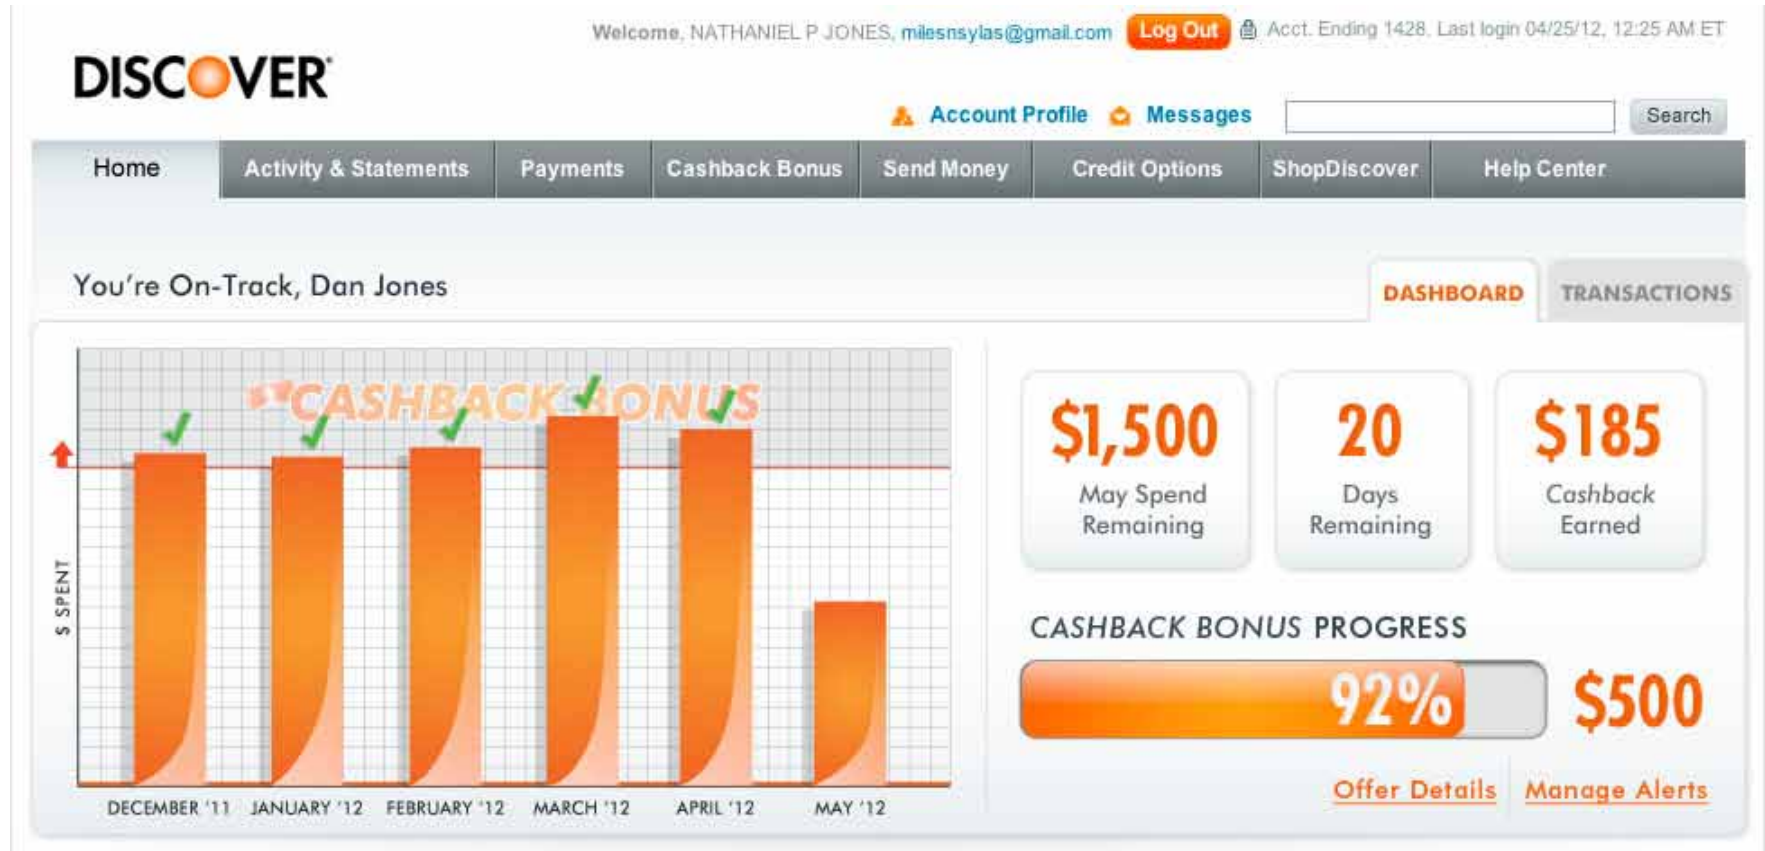 Welcome, NATHANIEL P JONES, milesnsylas@gmail.com Log Out Acct. Ending 1428, Last login 04/25/12, 12:25 AM ET
DISCOVER
Account Profile Messages Search
Home Activity & Statements Payments Cashback Bonus Send Money Credit Options ShopDiscover Help Center
You're On-Track, Dan Jones
DASHBOARD TRANSACTIONS
CASHBACK BONUS
$ SPENT
DECEMBER '11 JANUARY '12 FEBRUARY '12 MARCH '12 APRIL '12 MAY '12
$1,500
May Spend
Remaining
20
Days
Remaining
$185
Cashback
Earned
CASHBACK BONUS PROGRESS
92% $500
Offer Details Manage Alerts